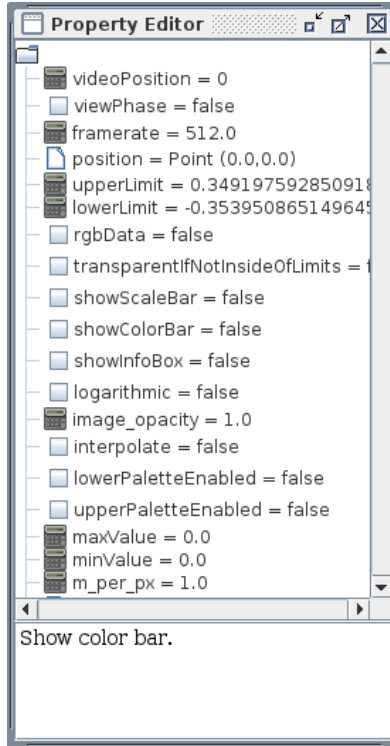 Property Editor
videoPosition = 0
viewPhase = false
framerate = 512.0
position = Point (0.0,0.0)
upperLimit = 0.349197592850918
lowerLimit = -0.353950865149645
rgbData = false
transparentIfNotInsideOfLimits = f
showScaleBar = false
showColorBar = false
showInfoBox = false
logarithmic = false
image_opacity = 1.0
interpolate = false
lowerPaletteEnabled = false
upperPaletteEnabled = false
maxValue = 0.0
minValue = 0.0
m_per_px = 1.0
Show color bar.